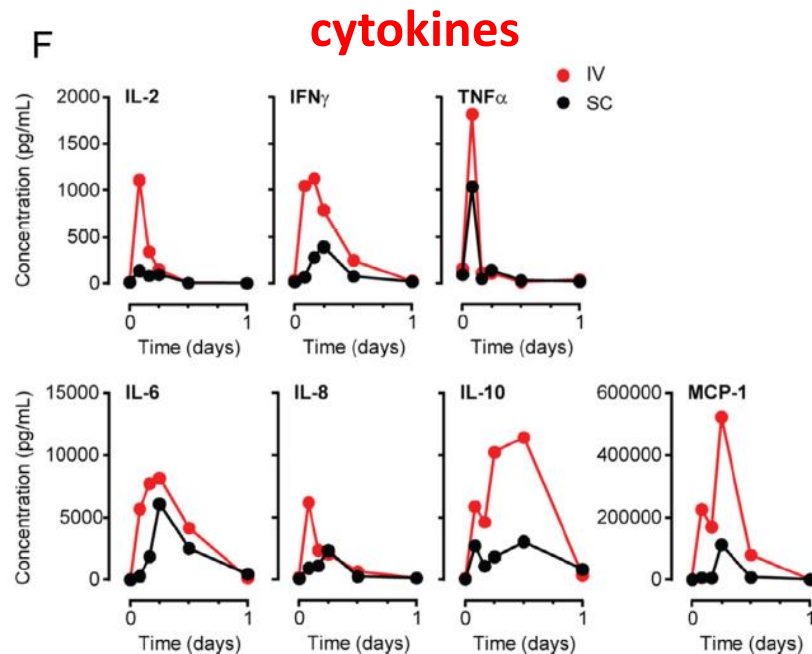 cytokines
F
IV
SC
IL-2
IFNγ
TNFα
Concentration (pg/mL)
2000
1500
1000
500
0
0 1
0 1
0 1
Time (days)
Time (days)
Time (days)
IL-6
IL-8
IL-10
MCP-1
Concentration (pg/mL)
15000
10000
5000
0
600000
400000
200000
0
0 1
0 1
0 1
0 1
Time (days)
Time (days)
Time (days)
Time (days)